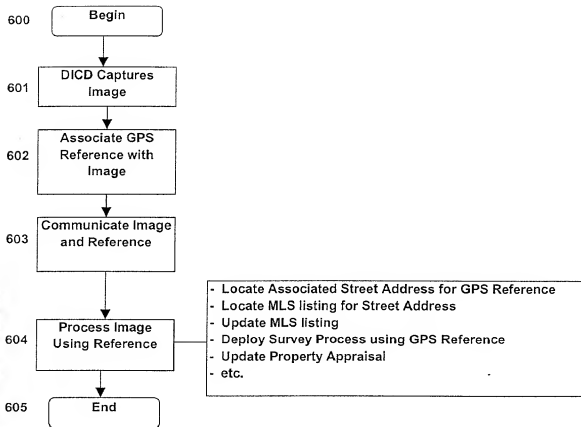 600 Begin
601 DICD Captures
Image
602 Associate GPS
Reference with
Image
603 Communicate Image
and Reference
604 Process Image
Using Reference
- Locate Associated Street Address for GPS Reference
- Locate MLS listing for Street Address
- Update MLS listing
- Deploy Survey Process using GPS Reference
- Update Property Appraisal
- etc.
605 End